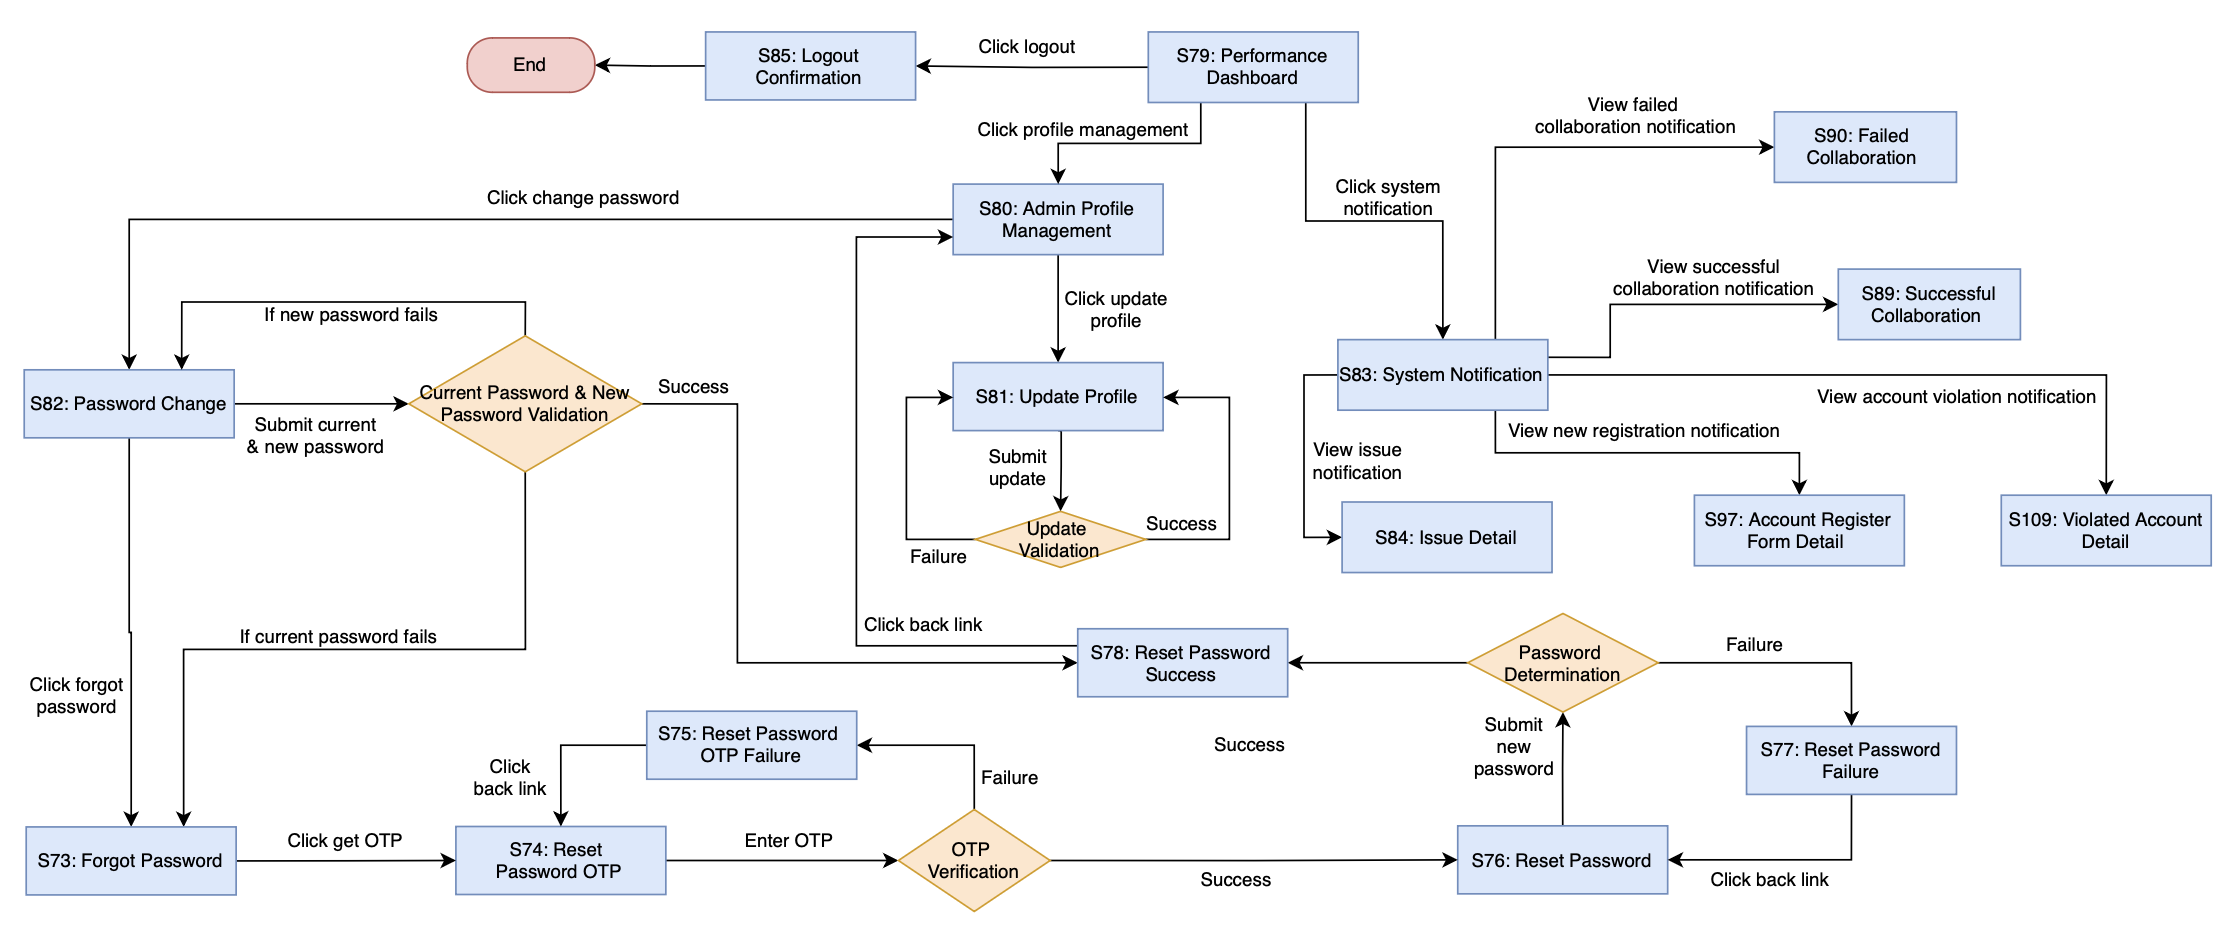 End
S85: Logout
Confirmation
Click logout
S79: Performance
Dashboard
Click profile management
View failed
collaboration notification
S90: Failed
Collaboration
Click change password
S80: Admin Profile
Management
Click system
notification
View successful
collaboration notification
S89: Successful
Collaboration
If new password fails
Click update
profile
S82: Password Change
Submit current
& new password
Current Password & New
Password Validation
Success
S81: Update Profile
S83: System Notification
View account violation notification
View new registration notification
View issue
notification
Submit
update
Update
Validation
Success
Failure
S84: Issue Detail
S97: Account Register
Form Detail
S109: Violated Account
Detail
If current password fails
Click back link
S78: Reset Password
Success
Password
Determination
Failure
Click forgot
password
S75: Reset Password
OTP Failure
Click
back link
Failure
Success
Submit
new
password
S77: Reset Password
Failure
S73: Forgot Password
Click get OTP
S74: Reset
Password OTP
Enter OTP
OTP
Verification
Success
S76: Reset Password
Click back link